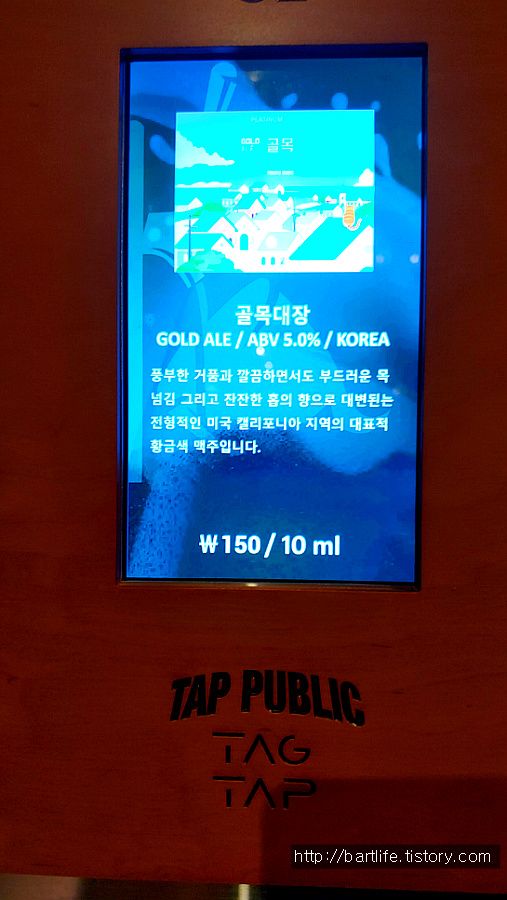 GOLD 골목
골목대장
GOLD ALE / ABV 5.0% / KOREA
풍부한 거품과 깔끔하면서도 부드러운 목
넘김 그리고 잔잔한 홉의 향으로 대변되는
전형적인 미국 캘리포니아 지역의 대표적
황금색 맥주입니다.
₩150 / 10 ml
TAP PUBLIC
TAG
TAP
http://bartlife.tistory.com